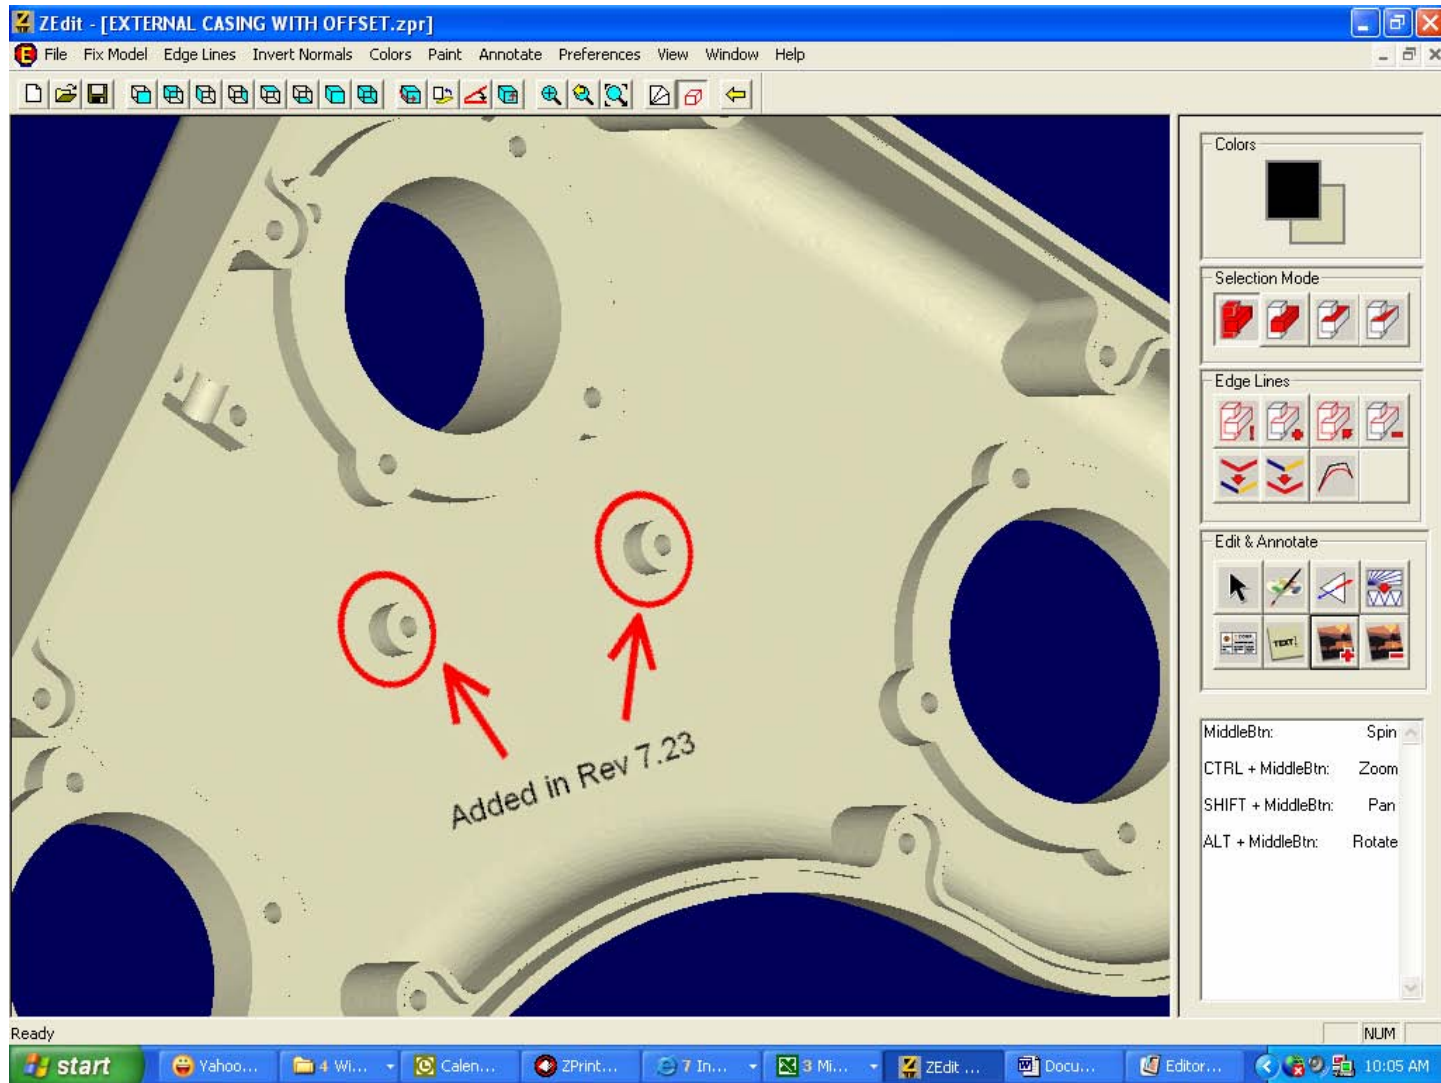 ZEdit - [EXTERNAL CASING WITH OFFSET.zpr]
File Fix Model Edge Lines Invert Normals Colors Paint Annotate Preferences View Window Help
Colors
Selection Mode
Edge Lines
Edit & Annotate
TEXT
MiddleBtn: Spin
CTRL + MiddleBtn: Zoom
SHIFT + MiddleBtn: Pan
ALT + MiddleBtn: Rotate
Added in Rev 7.23
Ready
NUM
start Yahoo... 4 Wi... Calen... ZPrint... 7 In... 3 Mi... ZEdit ... Docu... Editor... 10:05 AM